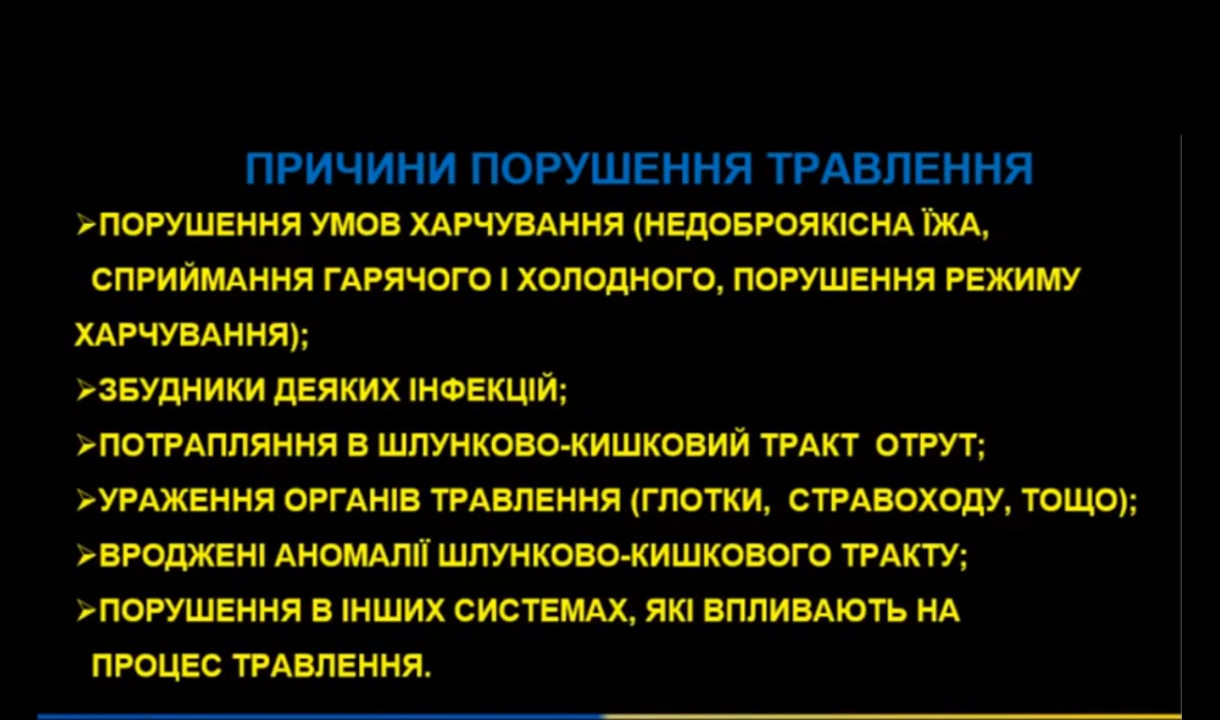 ПРИЧИНИ ПОРУШЕННЯ ТРАВЛЕННЯ
➢ПОРУШЕННЯ УМОВ ХАРЧУВАННЯ (НЕДОБРОЯКІСНА ЇЖА,
СПРИЙМАННЯ ГАРЯЧОГО І ХОЛОДНОГО, ПОРУШЕННЯ РЕЖИМУ
ХАРЧУВАННЯ);
➢ЗБУДНИКИ ДЕЯКИХ ІНФЕКЦІЙ;
➢ПОТРАПЛЯННЯ В ШЛУНКОВО-КИШКОВИЙ ТРАКТ ОТРУТ;
➢УРАЖЕННЯ ОРГАНІВ ТРАВЛЕННЯ (ГЛОТКИ, СТРАВОХОДУ, ТОЩО);
➢ВРОДЖЕНІ АНОМАЛІЇ ШЛУНКОВО-КИШКОВОГО ТРАКТУ;
➢ПОРУШЕННЯ В ІНШИХ СИСТЕМАХ, ЯКІ ВПЛИВАЮТЬ НА
ПРОЦЕС ТРАВЛЕННЯ.